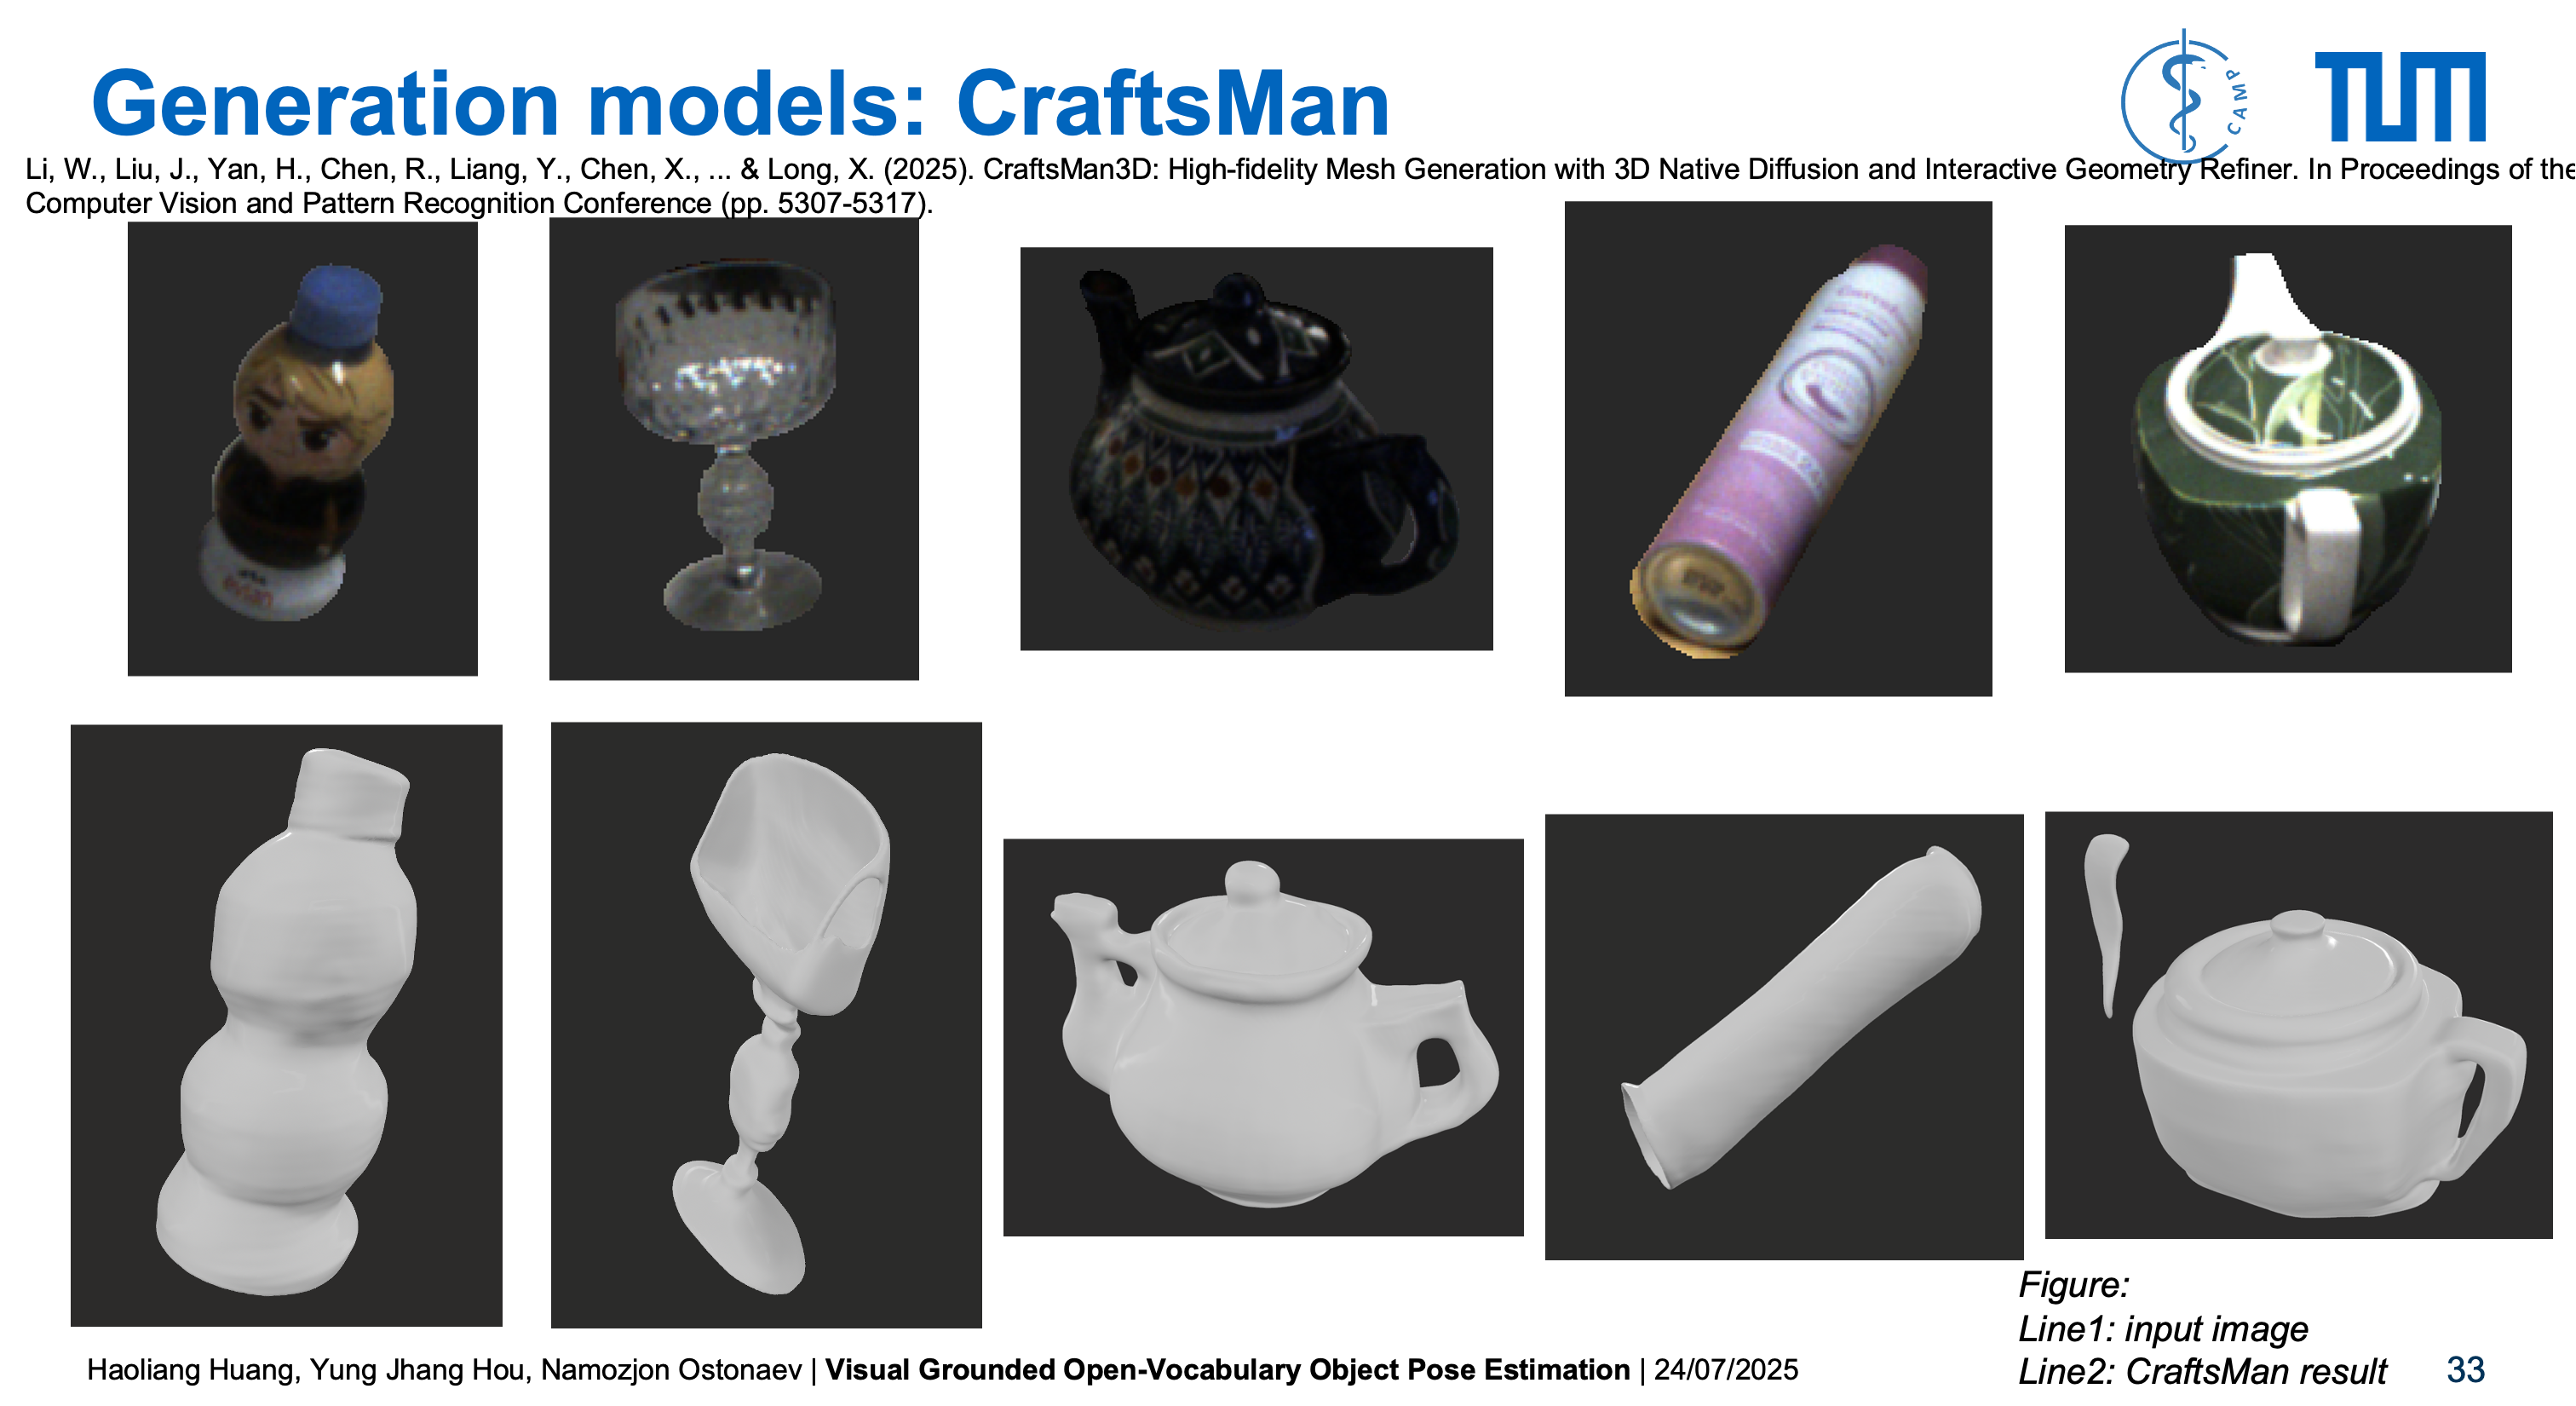 Generation models: CraftsMan
CAMP
TUM
Li, W., Liu, J., Yan, H., Chen, R., Liang, Y., Chen, X., ... & Long, X. (2025). CraftsMan3D: High-fidelity Mesh Generation with 3D Native Diffusion and Interactive Geometry Refiner. In Proceedings of the
Computer Vision and Pattern Recognition Conference (pp. 5307-5317).
evian
Figure:
Line1: input image
Line2: CraftsMan result
Haoliang Huang, Yung Jhang Hou, Namozjon Ostonaev | Visual Grounded Open-Vocabulary Object Pose Estimation | 24/07/2025
33